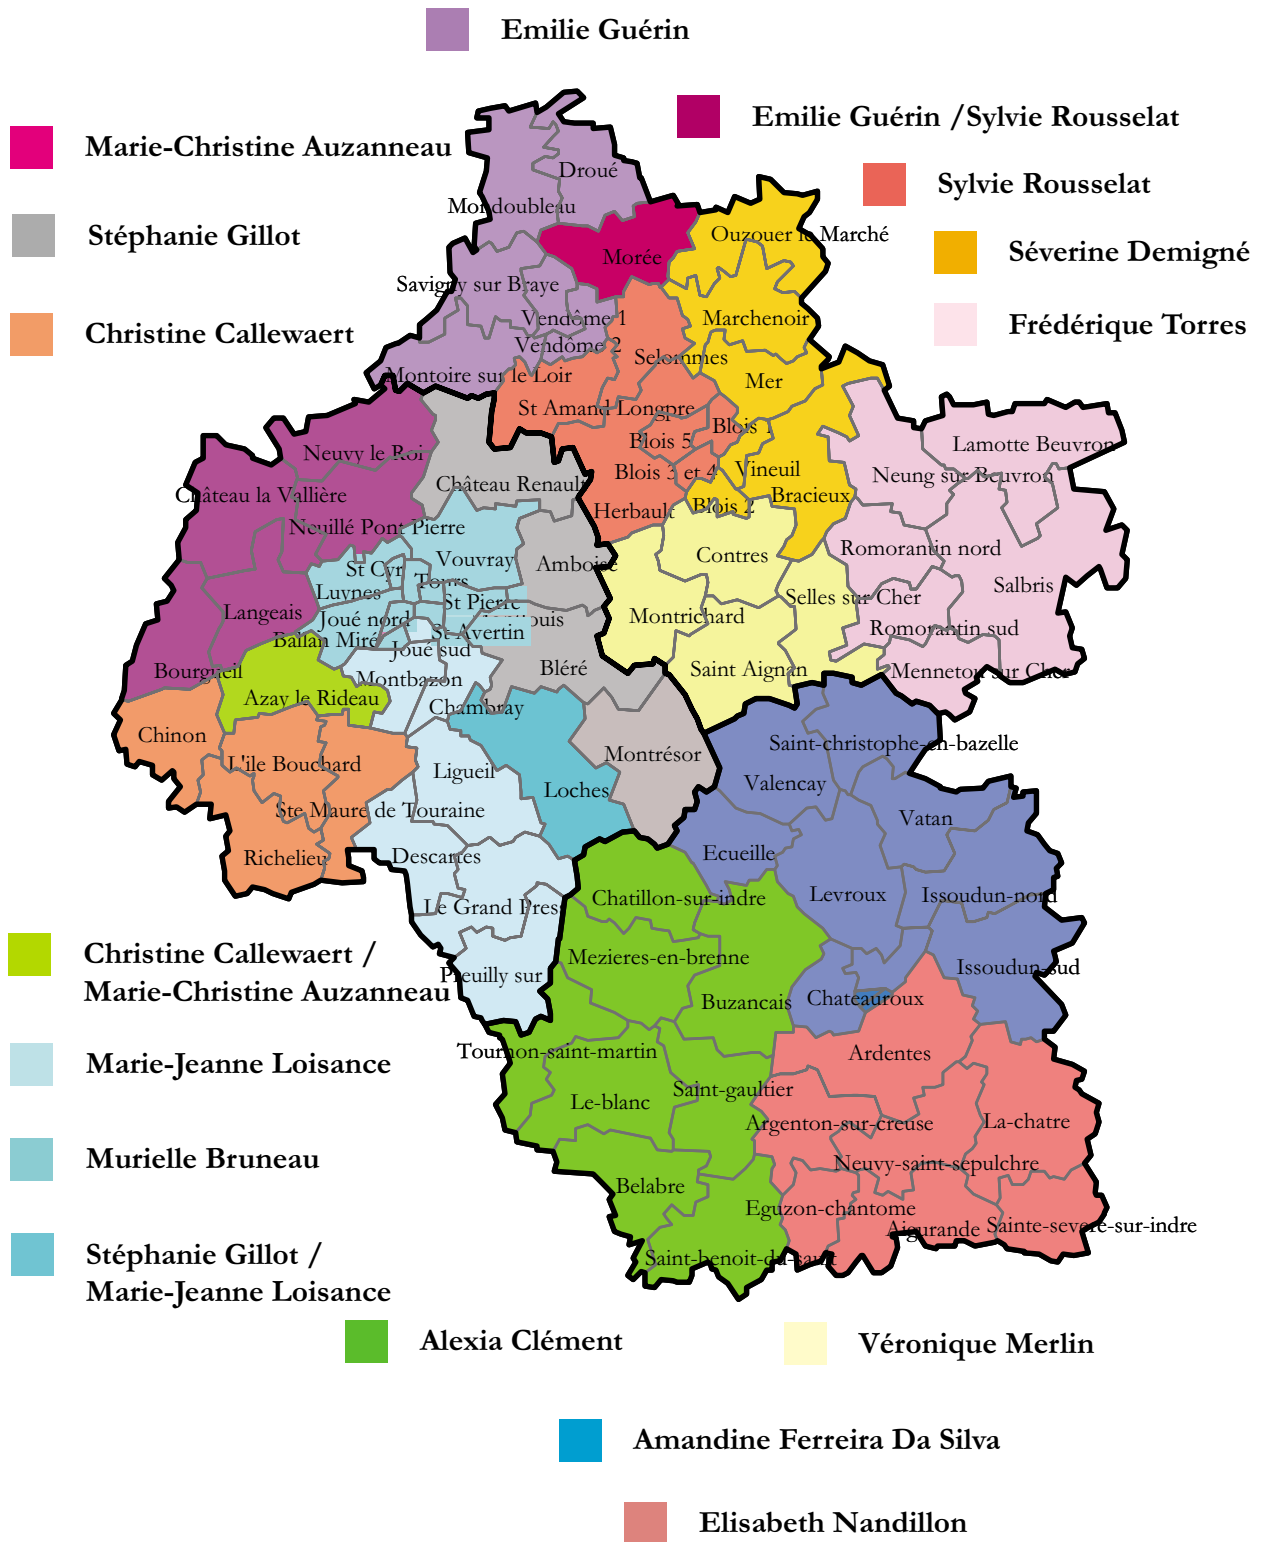 Emilie Guérin
Emilie Guérin /Sylvie Rousselat
Marie-Christine Auzanneau
Droué
Sylvie Rousselat
Mondoubleau
Stéphanie Gillot
Ouzouer le Marché
Séverine Demigné
Morée
Savigny sur Braye
Vendôme 1
Marchenoir
Frédérique Torres
Christine Callewaert
Vendôme 2
Selommes
Montoire sur le Loir
Mer
St Amand Longpre
Blois 1
Blois 5
Lamotte Beuvron
Neuvy le Roi
Blois 3 et 4
Vineuil
Neung sur Beuvron
Château Renault
Château la Vallière
Bracieux
Blois 2
Herbault
Neuillé Pont Pierre
Romorantin nord
Contres
Vouvray
Amboise
St Cyr
Tours
Salbris
Luynes
St Pierre
Selles sur Cher
Langeais
Joué nord
ouis
Montrichard
Romorantin sud
St Avertin
Ballan Miré
Joué sud
Bléré
Saint Aignan
Mennetou sur Cher
Bourgueil
Montbazon
Azay le Rideau
Chambray
Chinon
Saint-christophe-en-bazelle
Montrésor
L'île Bouchard
Ligueil
Valencay
Loches
Ste Maure de Touraine
Vatan
Richelieu
Descartes
Ecueille
Chatillon-sur-indre
Levroux
Issoudun-nord
Le Grand Pres
Christine Callewaert /
Marie-Christine Auzanneau
Mezieres-en-brenne
Issoudun-sud
Preuilly sur
Buzancais
Chateauroux
Tournon-saint-martin
Ardentes
Marie-Jeanne Loisance
Saint-gaultier
Le-blanc
Argenton-sur-creuse
La-chatre
Murielle Bruneau
Neuvy-saint-sepulchre
Belabre
Eguzon-chantome
Aigurande
Sainte-severe-sur-indre
Stéphanie Gillot /
Marie-Jeanne Loisance
Saint-benoit-du-sault
Alexia Clément
Véronique Merlin
Amandine Ferreira Da Silva
Elisabeth Nandillon